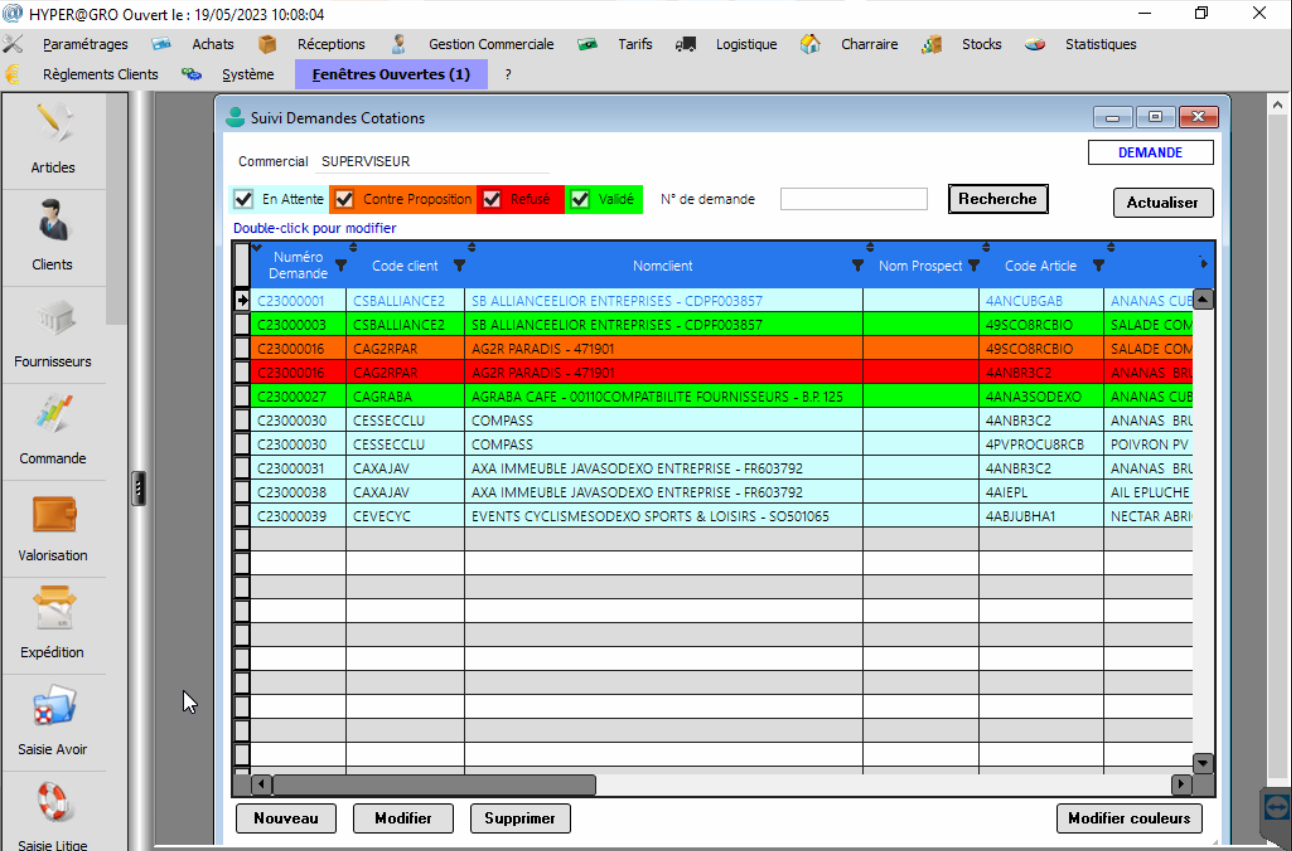 HYPER@GRO Ouvert le : 19/05/2023 10:08:04
Paramétrages Achats Réceptions Gestion Commerciale Tarifs Logistique Charraire Stocks Statistiques
Règlements Clients Système Fenêtres Ouvertes (1) ?
Articles
Clients
Fournisseurs
Commande
Valorisation
Expédition
Saisie Avoir
Saisie Litige
Suivi Demandes Cotations
Commercial SUPERVISEUR
DEMANDE
En Attente Contre Proposition Refusé Validé N° de demande Recherche
Actualiser
Double-click pour modifier
Numéro Demande Code client Nomclient Nom Prospect Code Article
C23000001 CSBALLIANCE2 SB ALLIANCEELIOR ENTREPRISES - CDPF003857 4ANCUBGAB ANANAS CUB
C23000003 CSBALLIANCE2 SB ALLIANCEELIOR ENTREPRISES - CDPF003857 49SCO8RCBIO SALADE COM
C23000016 CAG2RPAR AG2R PARADIS - 471901 49SCO8RCBIO SALADE COM
C23000016 CAG2RPAR AG2R PARADIS - 471901 4ANBR3C2 ANANAS BRU
C23000027 CAGRABA AGRABA CAFE - 00110COMPATBILITE FOURNISSEURS - B.P. 125 4ANA3SODEXO ANANAS CUB
C23000030 CESSECCLU COMPASS 4ANBR3C2 ANANAS BRU
C23000030 CESSECCLU COMPASS 4PVPROCU8RCB POIVRON PV
C23000031 CAXAJAV AXA IMMEUBLE JAVASODEXO ENTREPRISE - FR603792 4ANBR3C2 ANANAS BRU
C23000038 CAXAJAV AXA IMMEUBLE JAVASODEXO ENTREPRISE - FR603792 4AIEPL AIL EPLUCHE
C23000039 CEVECYC EVENTS CYCLISMESODEXO SPORTS & LOISIRS - SO501065 4ABJUBHA1 NECTAR ABRI
Nouveau Modifier Supprimer Modifier couleurs